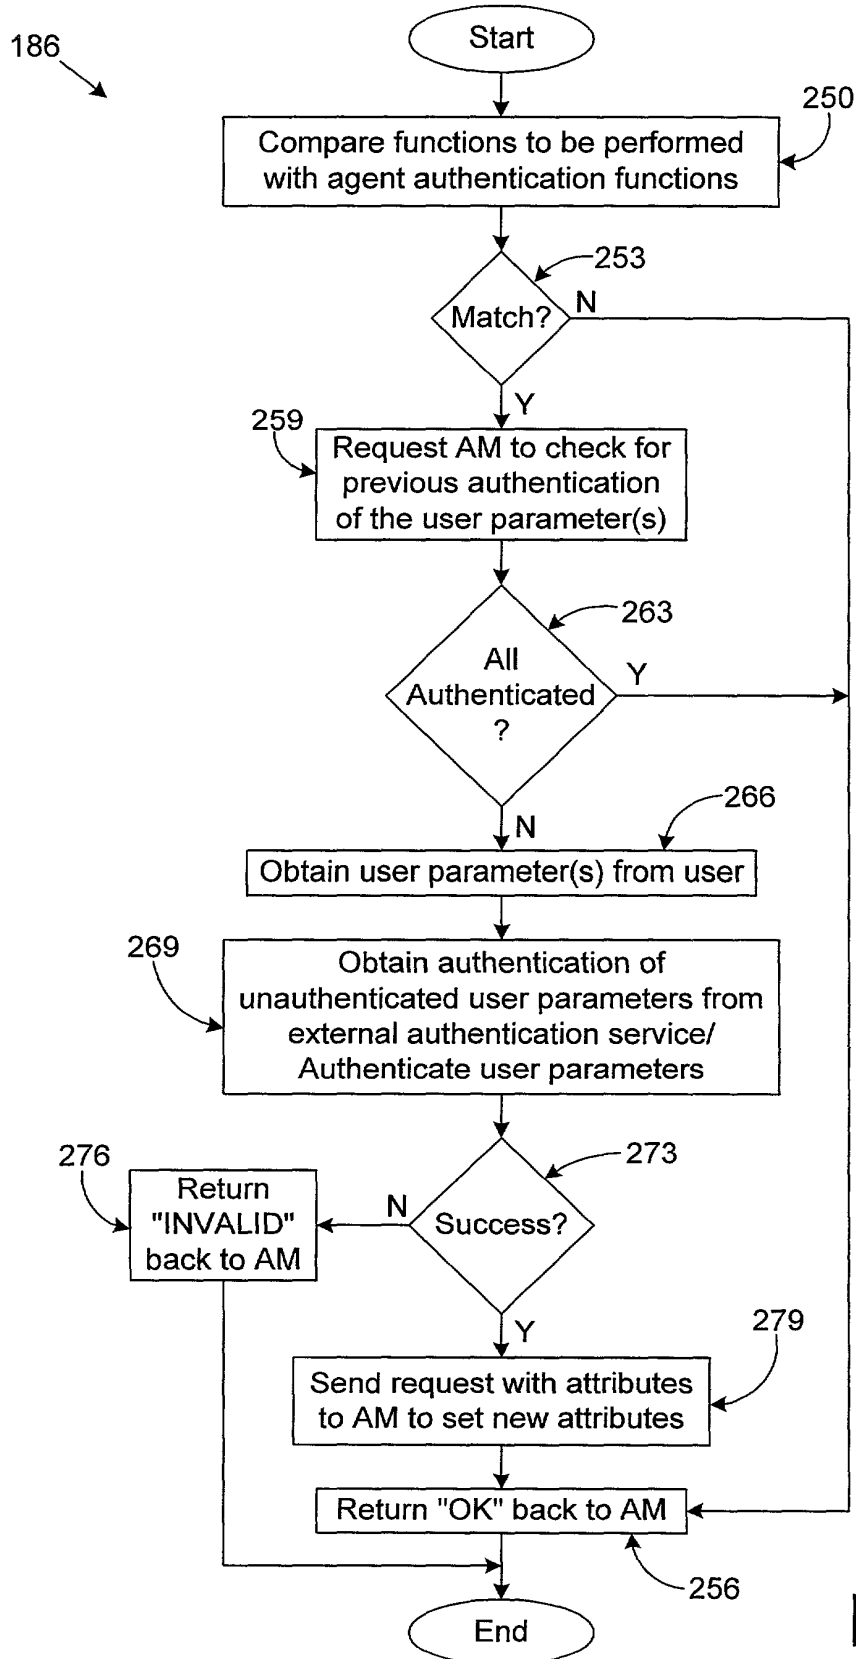 Start
186
250
Compare functions to be performed
with agent authentication functions
253
Match?
N
Y
259
Request AM to check for
previous authentication
of the user parameter(s)
263
All
Authenticated
?
Y
N
266
Obtain user parameter(s) from user
269
Obtain authentication of
unauthenticated user parameters from
external authentication service/
Authenticate user parameters
273
276
Return
"INVALID"
back to AM
N
Success?
Y
279
Send request with attributes
to AM to set new attributes
Return "OK" back to AM
256
End